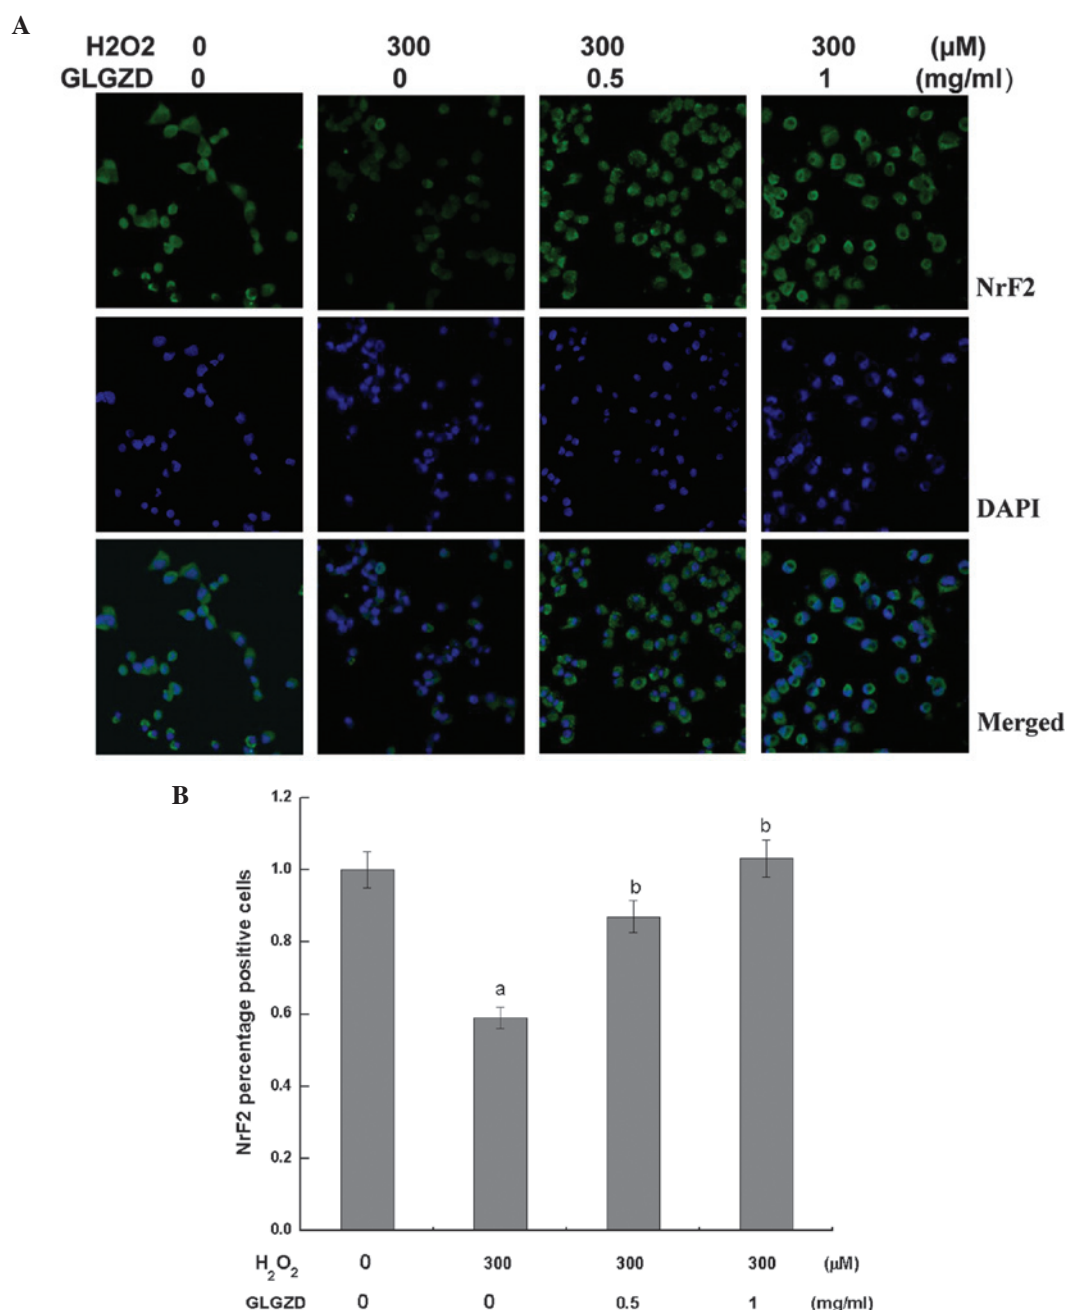 A
H2O2 0 300 300 300 (µM)
GLGZD 0 0 0.5 1 (mg/ml)
NrF2
DAPI
Merged
B
NrF2 percentage positive cells
1.2
1.0
0.8
0.6
0.4
0.2
0.0
a
b
b
H₂O₂ 0 300 300 300 (µM)
GLGZD 0 0 0.5 1 (mg/ml)